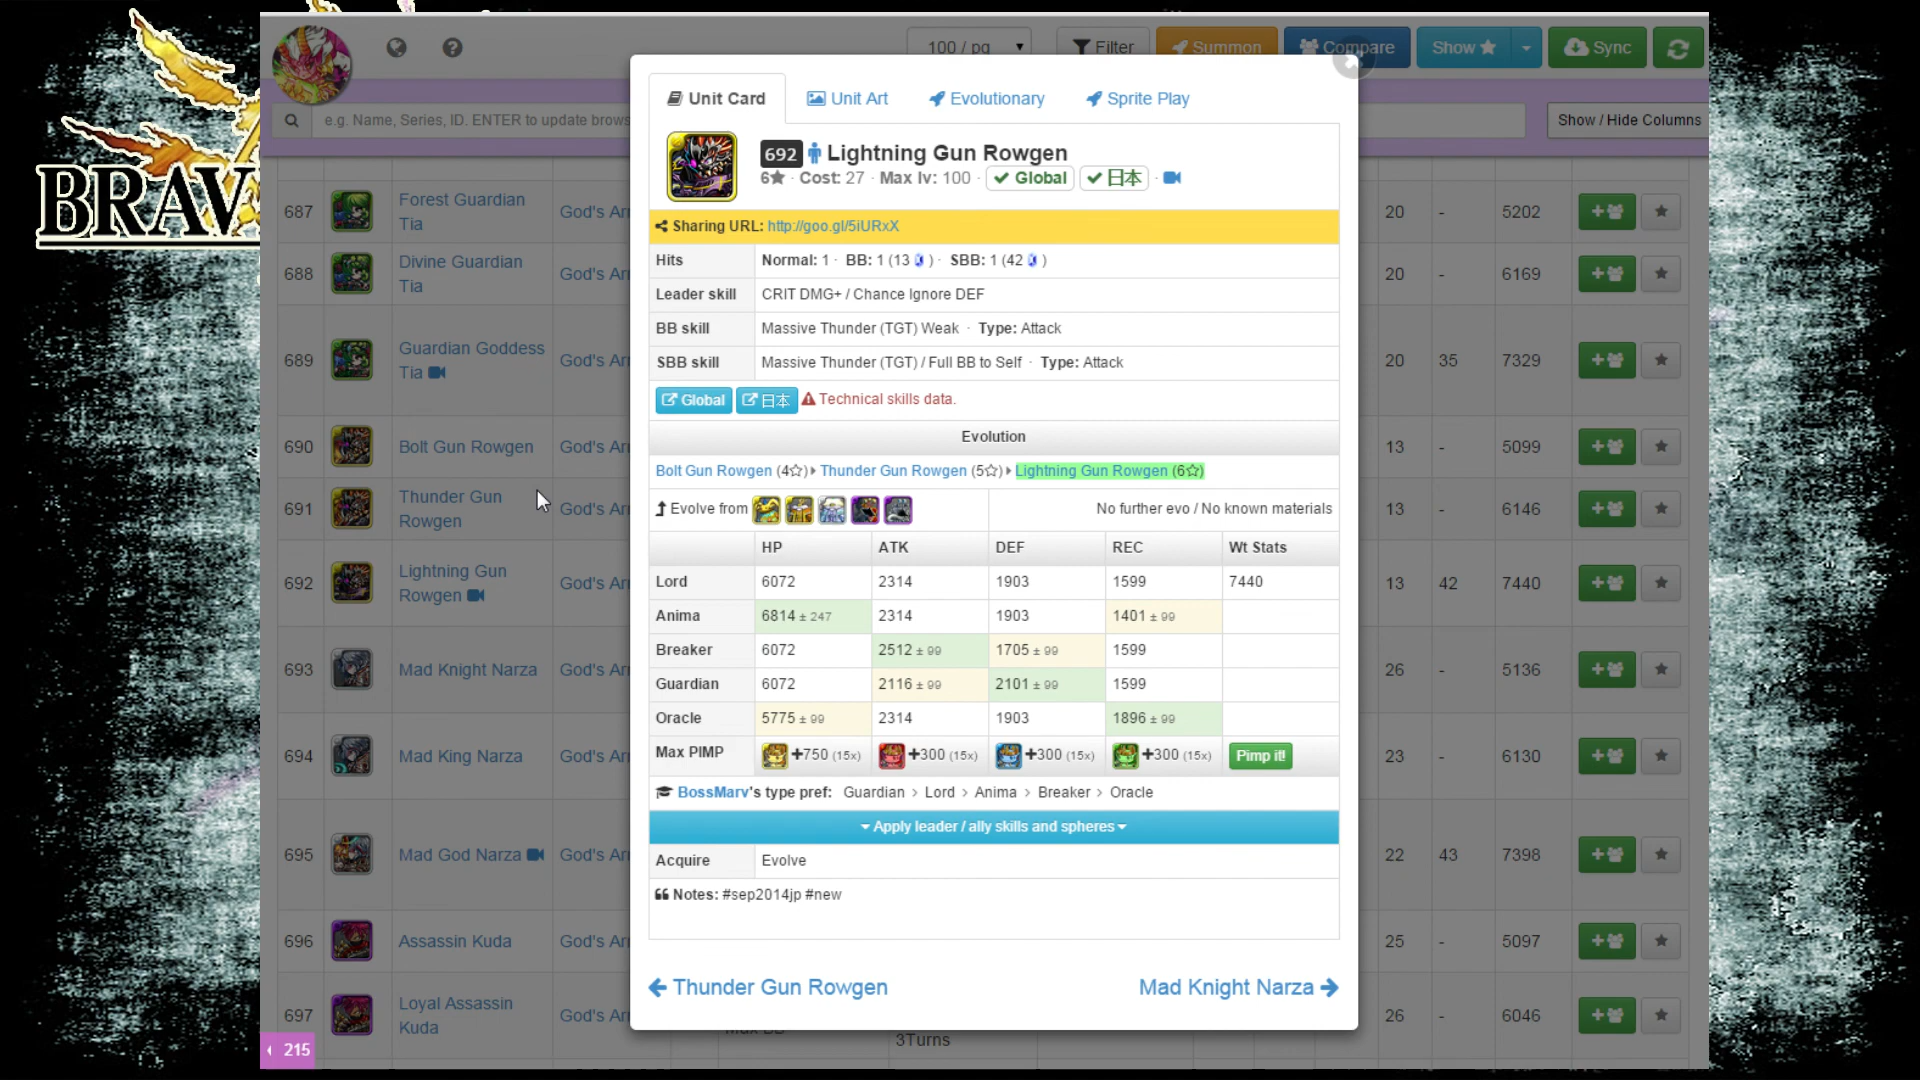 BRAV
100 / pg
Filter
Summon
Compare
Show
Sync
e.g. Name, Series, ID. ENTER to update brows
Show / Hide Columns
Unit Card
Unit Art
Evolutionary
Sprite Play
692 Lightning Gun Rowgen
6★ · Cost: 27 · Max lv: 100 · ✔ Global ✔ 日本 ·
Sharing URL: http://goo.gl/5iURxX
Hits Normal: 1 · BB: 1 (13 ) · SBB: 1 (42 )
Leader skill CRIT DMG+ / Chance Ignore DEF
BB skill Massive Thunder (TGT) Weak · Type: Attack
SBB skill Massive Thunder (TGT) / Full BB to Self · Type: Attack
Global 日本 Technical skills data.
Evolution
Bolt Gun Rowgen (4☆) Thunder Gun Rowgen (5☆) Lightning Gun Rowgen (6☆)
Evolve from No further evo / No known materials
HP ATK DEF REC Wt Stats
Lord 6072 2314 1903 1599 7440
Anima 6814 ± 247 2314 1903 1401 ± 99
Breaker 6072 2512 ± 99 1705 ± 99 1599
Guardian 6072 2116 ± 99 2101 ± 99 1599
Oracle 5775 ± 99 2314 1903 1896 ± 99
Max PIMP +750 (15x) +300 (15x) +300 (15x) +300 (15x) Pimp it!
BossMarv's type pref: Guardian > Lord > Anima > Breaker > Oracle
Apply leader / ally skills and spheres
Acquire Evolve
Notes: #sep2014jp #new
Thunder Gun Rowgen
Mad Knight Narza
687 Forest Guardian Tia God's Ar 20 - 5202
688 Divine Guardian Tia God's Ar 20 - 6169
689 Guardian Goddess Tia God's Ar 20 35 7329
690 Bolt Gun Rowgen God's Ar 13 - 5099
691 Thunder Gun Rowgen God's Ar 13 - 6146
692 Lightning Gun Rowgen God's Ar 13 42 7440
693 Mad Knight Narza God's Ar 26 - 5136
694 Mad King Narza God's Ar 23 - 6130
695 Mad God Narza God's Ar 22 43 7398
696 Assassin Kuda God's Ar 25 - 5097
697 Loyal Assassin Kuda God's Ar 26 - 6046
3Turns
215